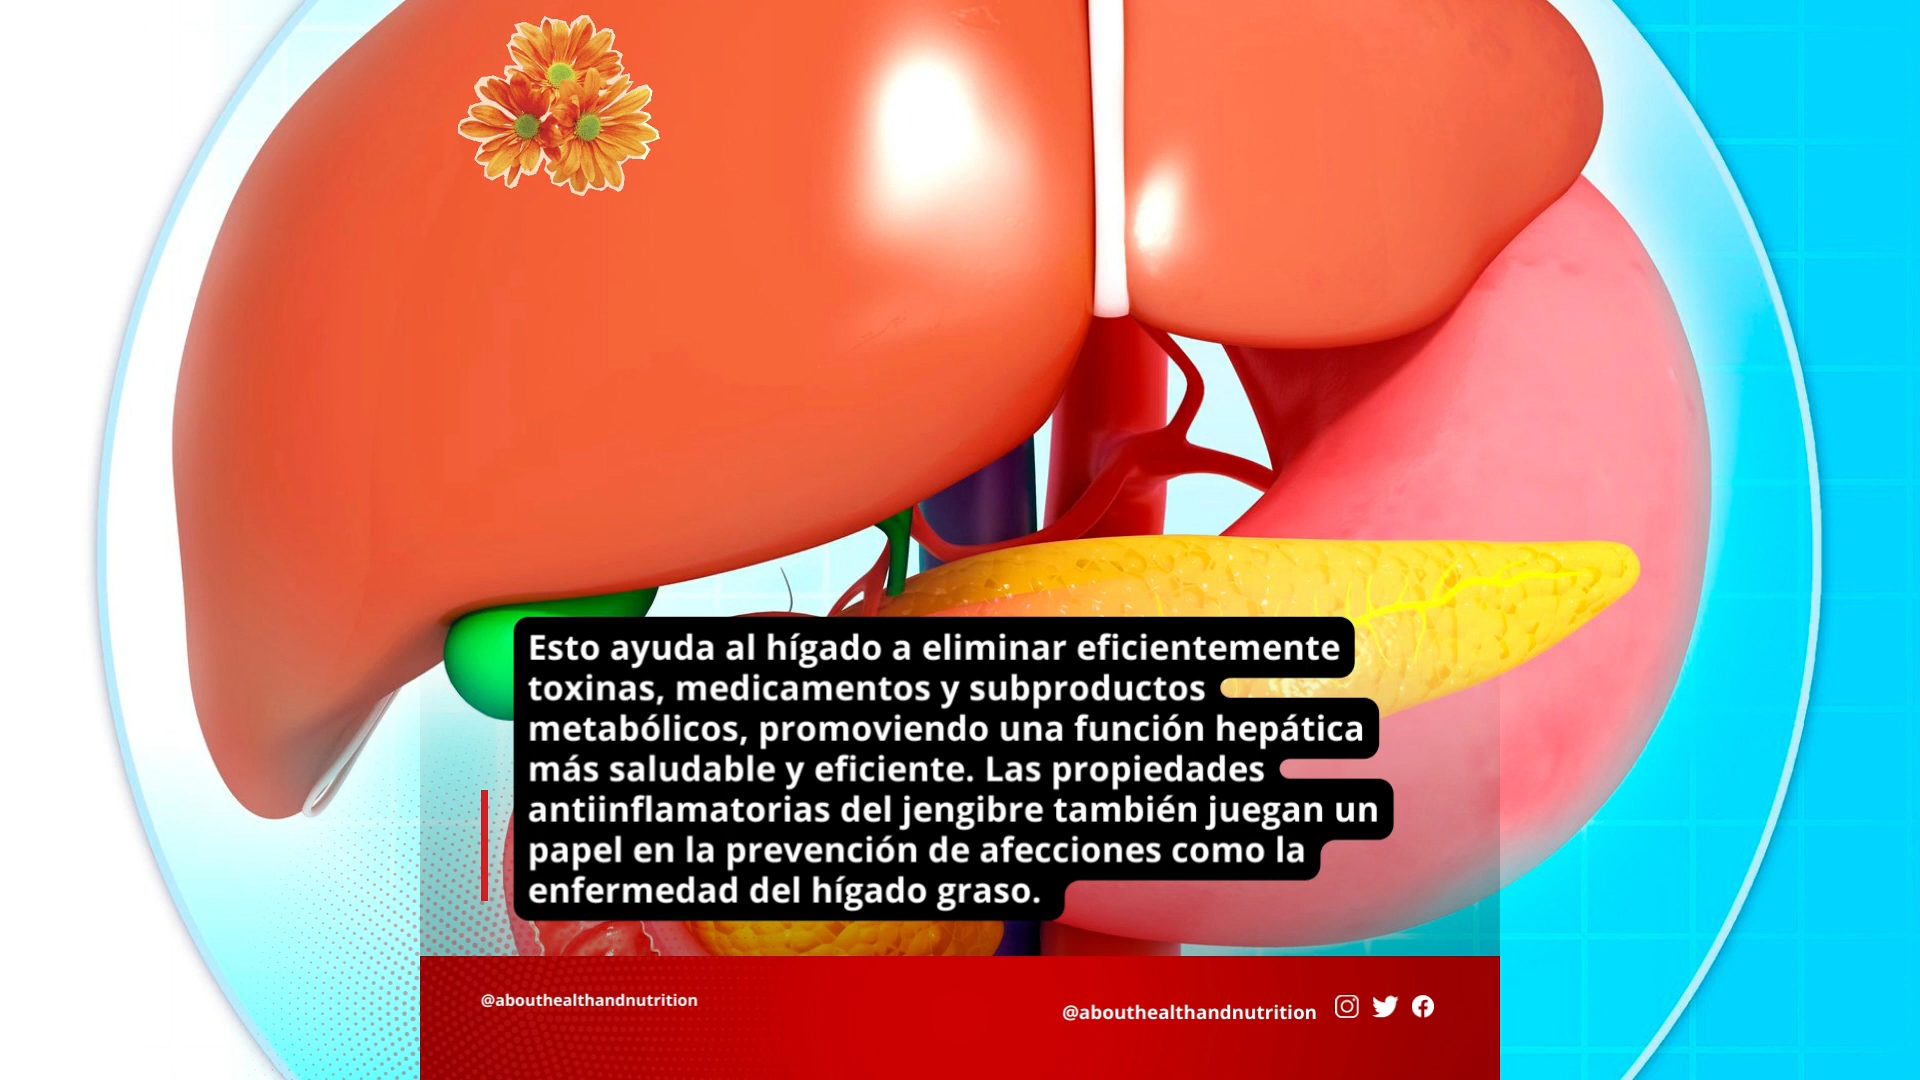 Esto ayuda al hígado a eliminar eficientemente
toxinas, medicamentos y subproductos
metabólicos, promoviendo una función hepática
más saludable y eficiente. Las propiedades
antiinflamatorias del jengibre también juegan un
papel en la prevención de afecciones como la
enfermedad del hígado graso.
@abouthealthandnutrition
@abouthealthandnutrition